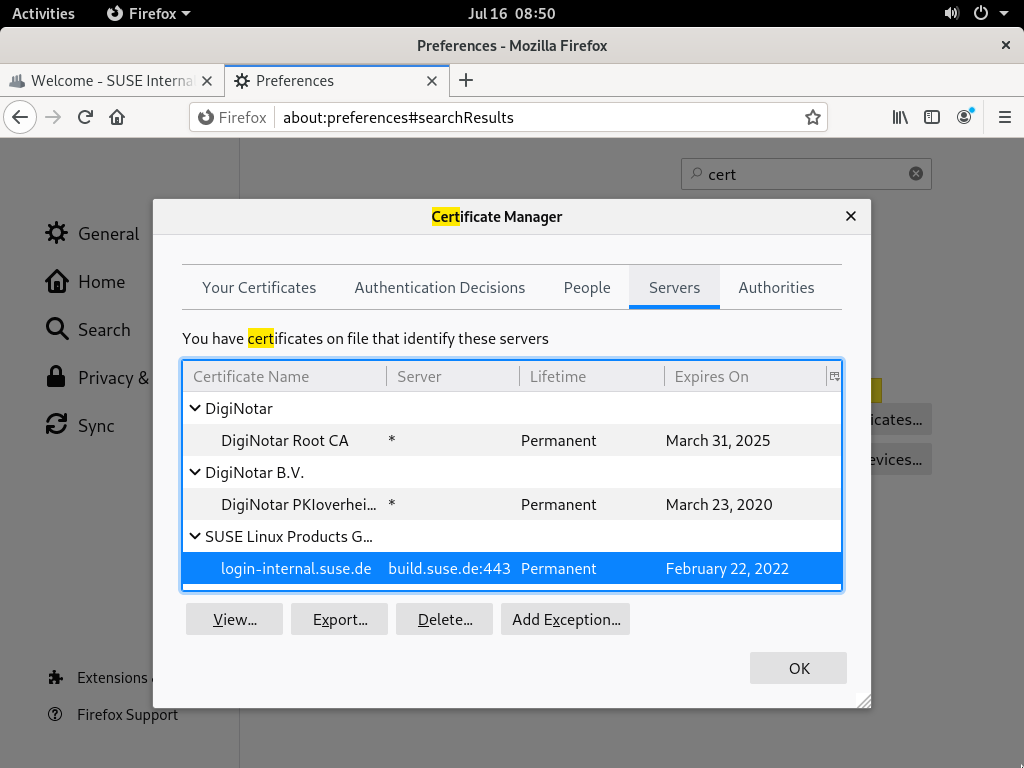 Activities Firefox Jul 16 08:50
Preferences - Mozilla Firefox
Welcome - SUSE Interna Preferences
Firefox about:preferences#searchResults
cert
Certificate Manager
General
Home
Search
Privacy &
Sync
Your Certificates Authentication Decisions People Servers Authorities
You have certificates on file that identify these servers
Certificate Name Server Lifetime Expires On
DigiNotar
DigiNotar Root CA * Permanent March 31, 2025
DigiNotar B.V.
DigiNotar PKIoverhei... * Permanent March 23, 2020
SUSE Linux Products G...
login-internal.suse.de build.suse.de:443 Permanent February 22, 2022
icates...
evices...
View... Export... Delete... Add Exception...
OK
Extensions
Firefox Support